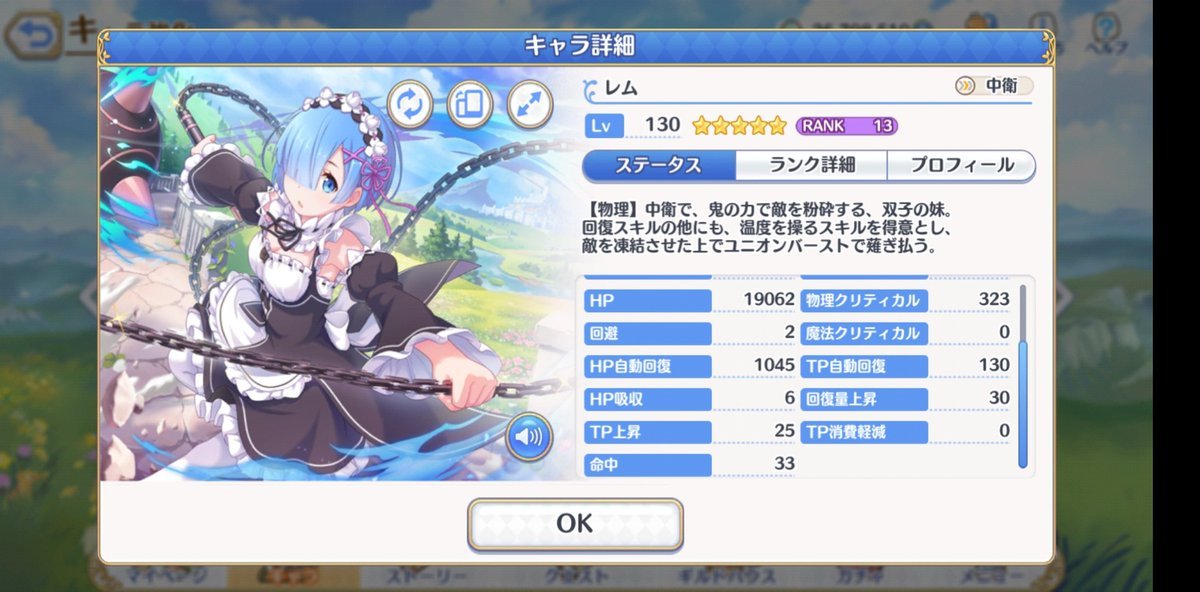 キャラ詳細
ヘルプ
レム
中衛
Lv 130 RANK 13
ステータス ランク詳細 プロフィール
【物理】中衛で、鬼の力で敵を粉砕する、双子の妹。
回復スキルの他にも、温度を操るスキルを得意とし、
敵を凍結させた上でユニオンバーストで薙ぎ払う。
HP 19062 物理クリティカル 323
回避 2 魔法クリティカル 0
HP自動回復 1045 TP自動回復 130
HP吸収 6 回復量上昇 30
TP上昇 25 TP消費軽減 0
命中 33
OK
マイページ ストーリー クエスト ギルドハウス ガチャ メニュー